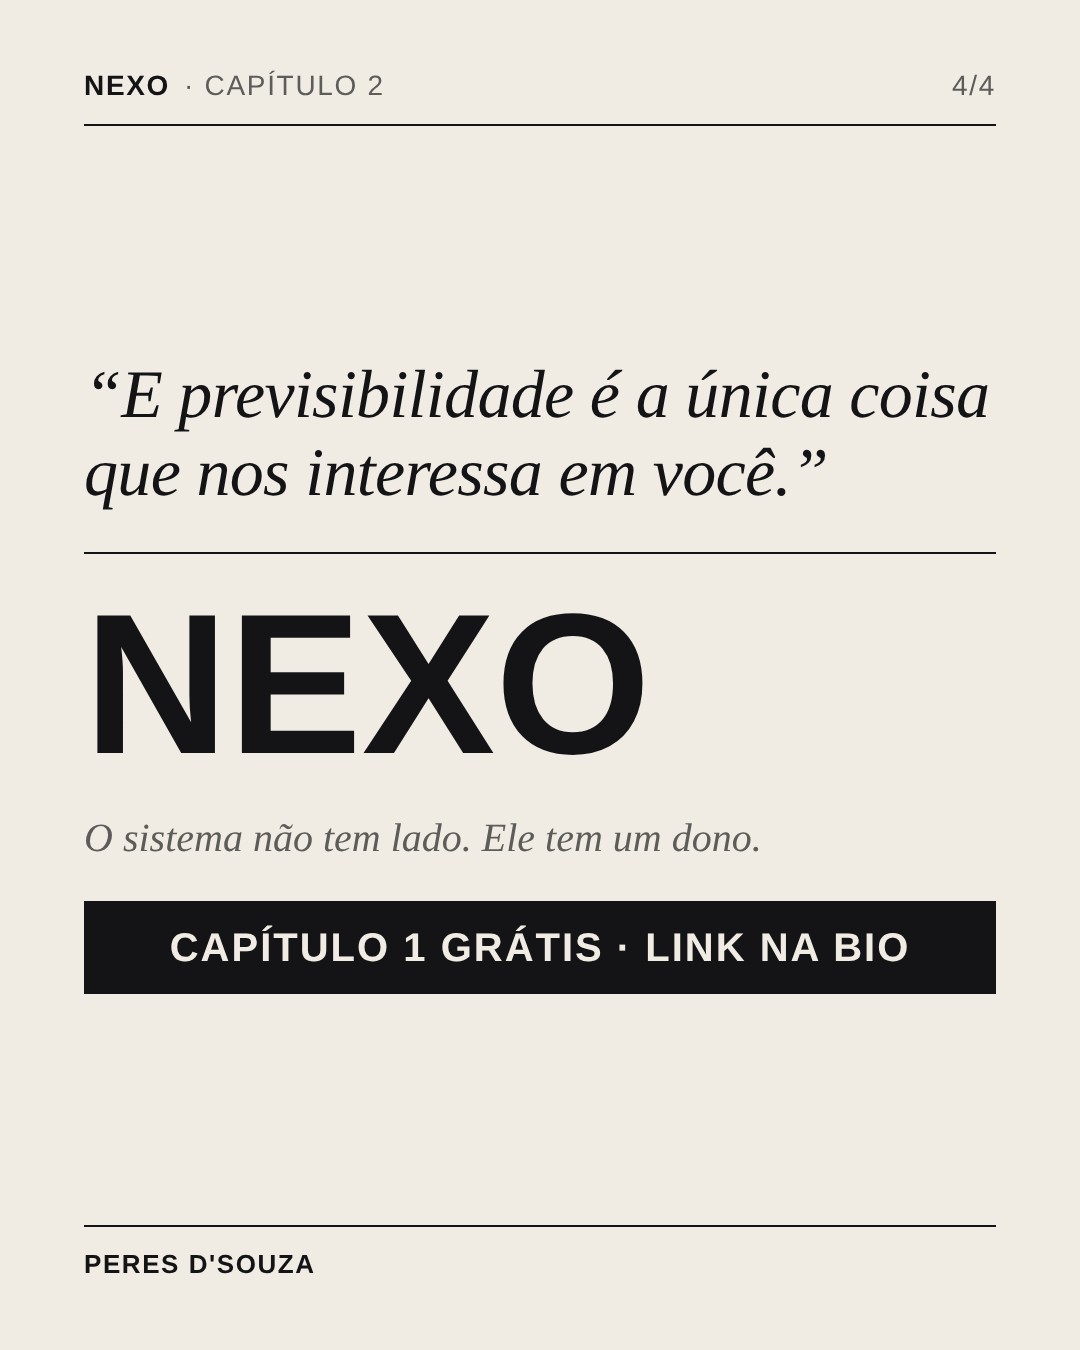 NEXO · CAPÍTULO 2 4/4
“E previsibilidade é a única coisa
que nos interessa em você.”
NEXO
O sistema não tem lado. Ele tem um dono.
CAPÍTULO 1 GRÁTIS · LINK NA BIO
PERES D'SOUZA